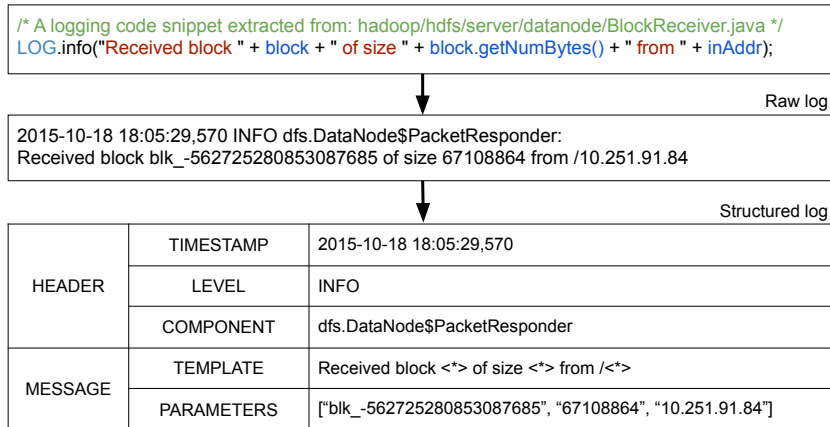 /* A logging code snippet extracted from: hadoop/hdfs/server/datanode/BlockReceiver.java */
LOG.info("Received block " + block + " of size " + block.getNumBytes() + " from " + inAddr);
Raw log
2015-10-18 18:05:29,570 INFO dfs.DataNode$PacketResponder:
Received block blk_-562725280853087685 of size 67108864 from /10.251.91.84
Structured log
HEADER
TIMESTAMP
2015-10-18 18:05:29,570
LEVEL
INFO
COMPONENT
dfs.DataNode$PacketResponder
MESSAGE
TEMPLATE
Received block <*> of size <*> from /<*>
PARAMETERS
[“blk_-562725280853087685”, “67108864”, “10.251.91.84”]